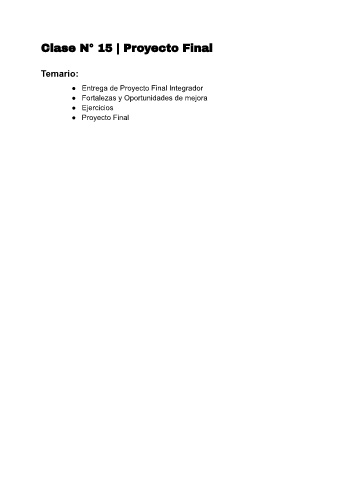 Clase N° 15 | Proyecto Final
Temario:
● Entrega de Proyecto Final Integrador
● Fortalezas y Oportunidades de mejora
● Ejercicios
● Proyecto Final